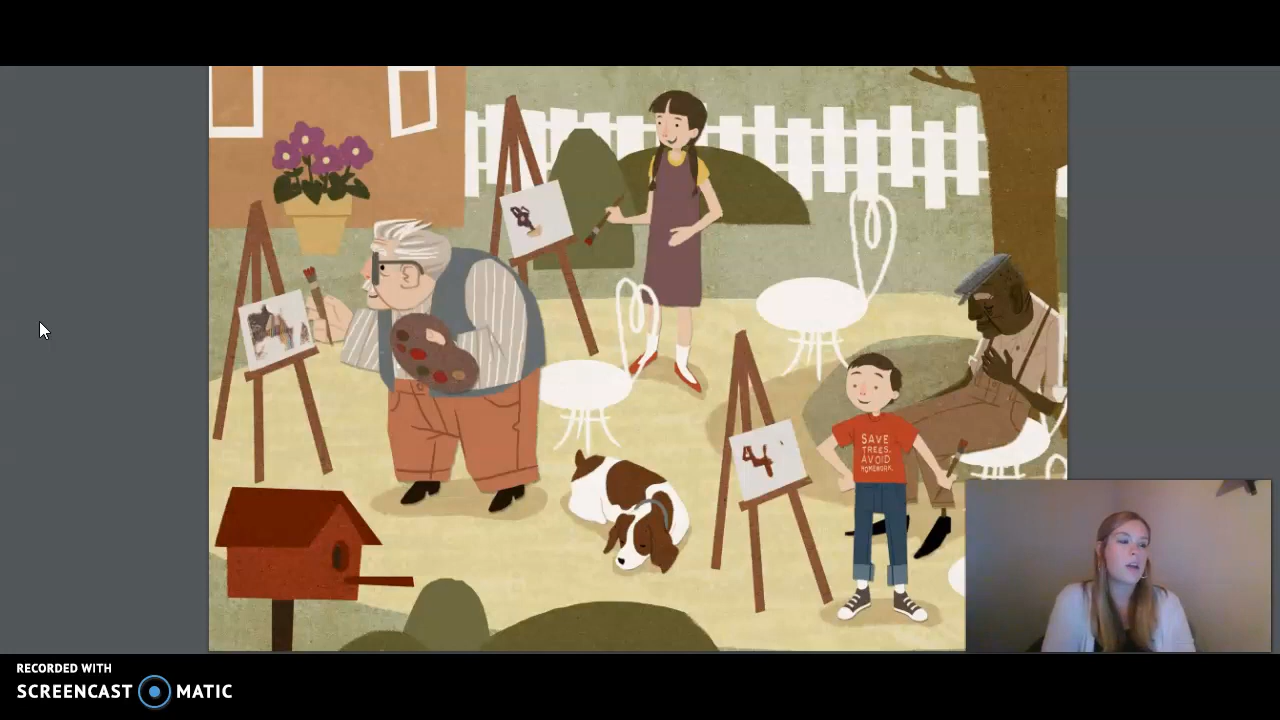 SAVE
TREES.
AVOID
HOMEWORK.
RECORDED WITH
SCREENCAST MATIC